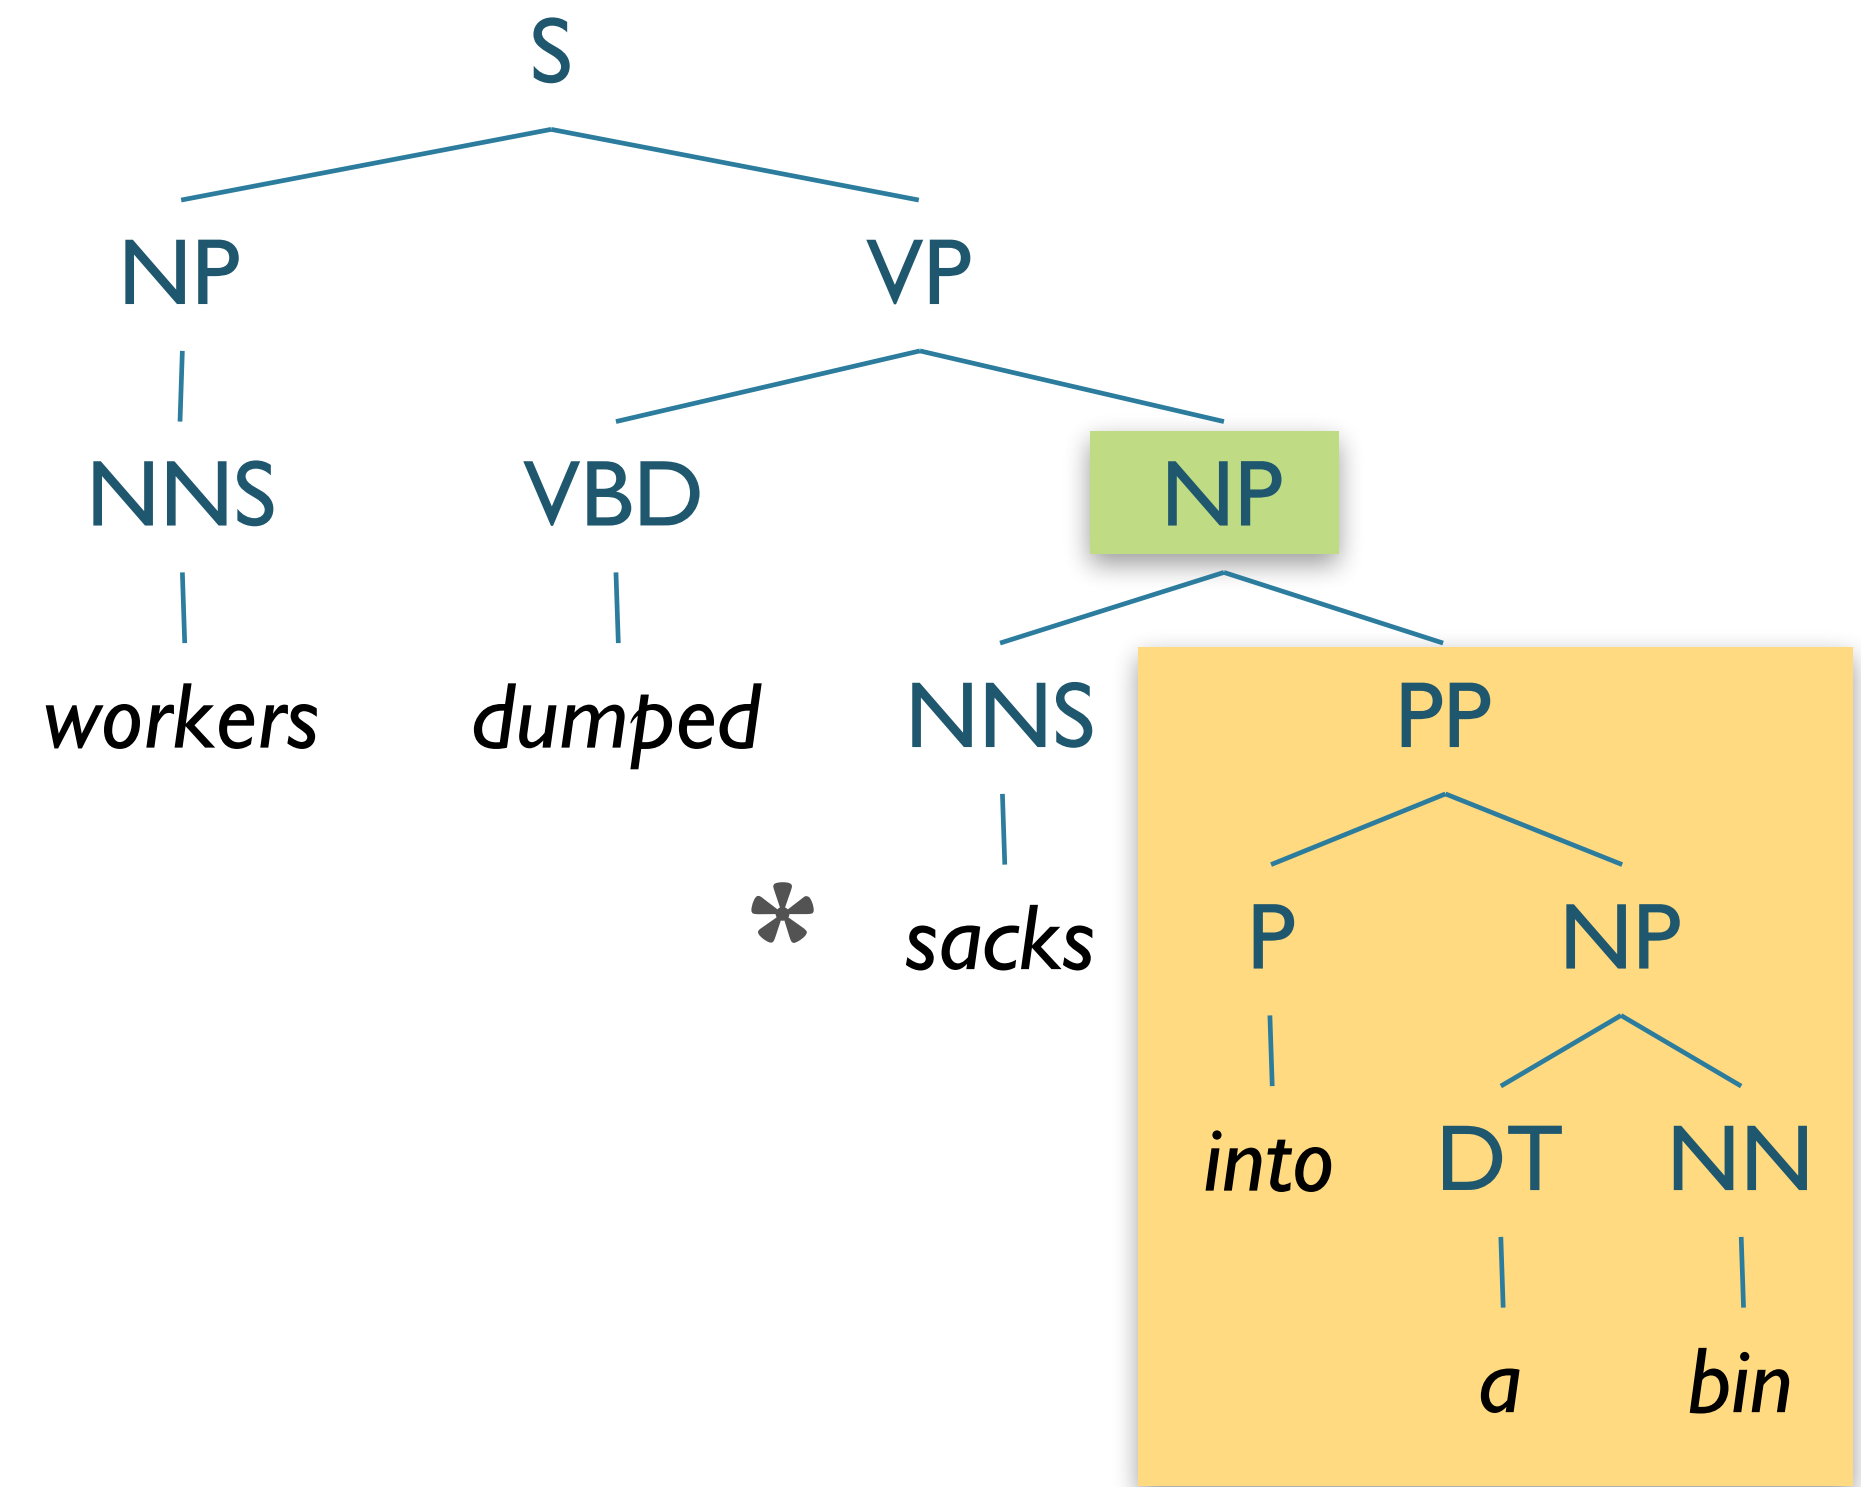 S
NP VP
NNS VBD NP
workers dumped NNS PP
* sacks P NP
into DT NN
a bin